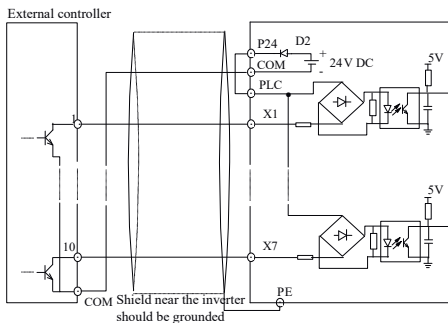 External controller
P24
D2
+
COM
24V DC
-
5V
PLC
1
X1
5V
10
X7
COM
Shield near the inverter
should be grounded
PE